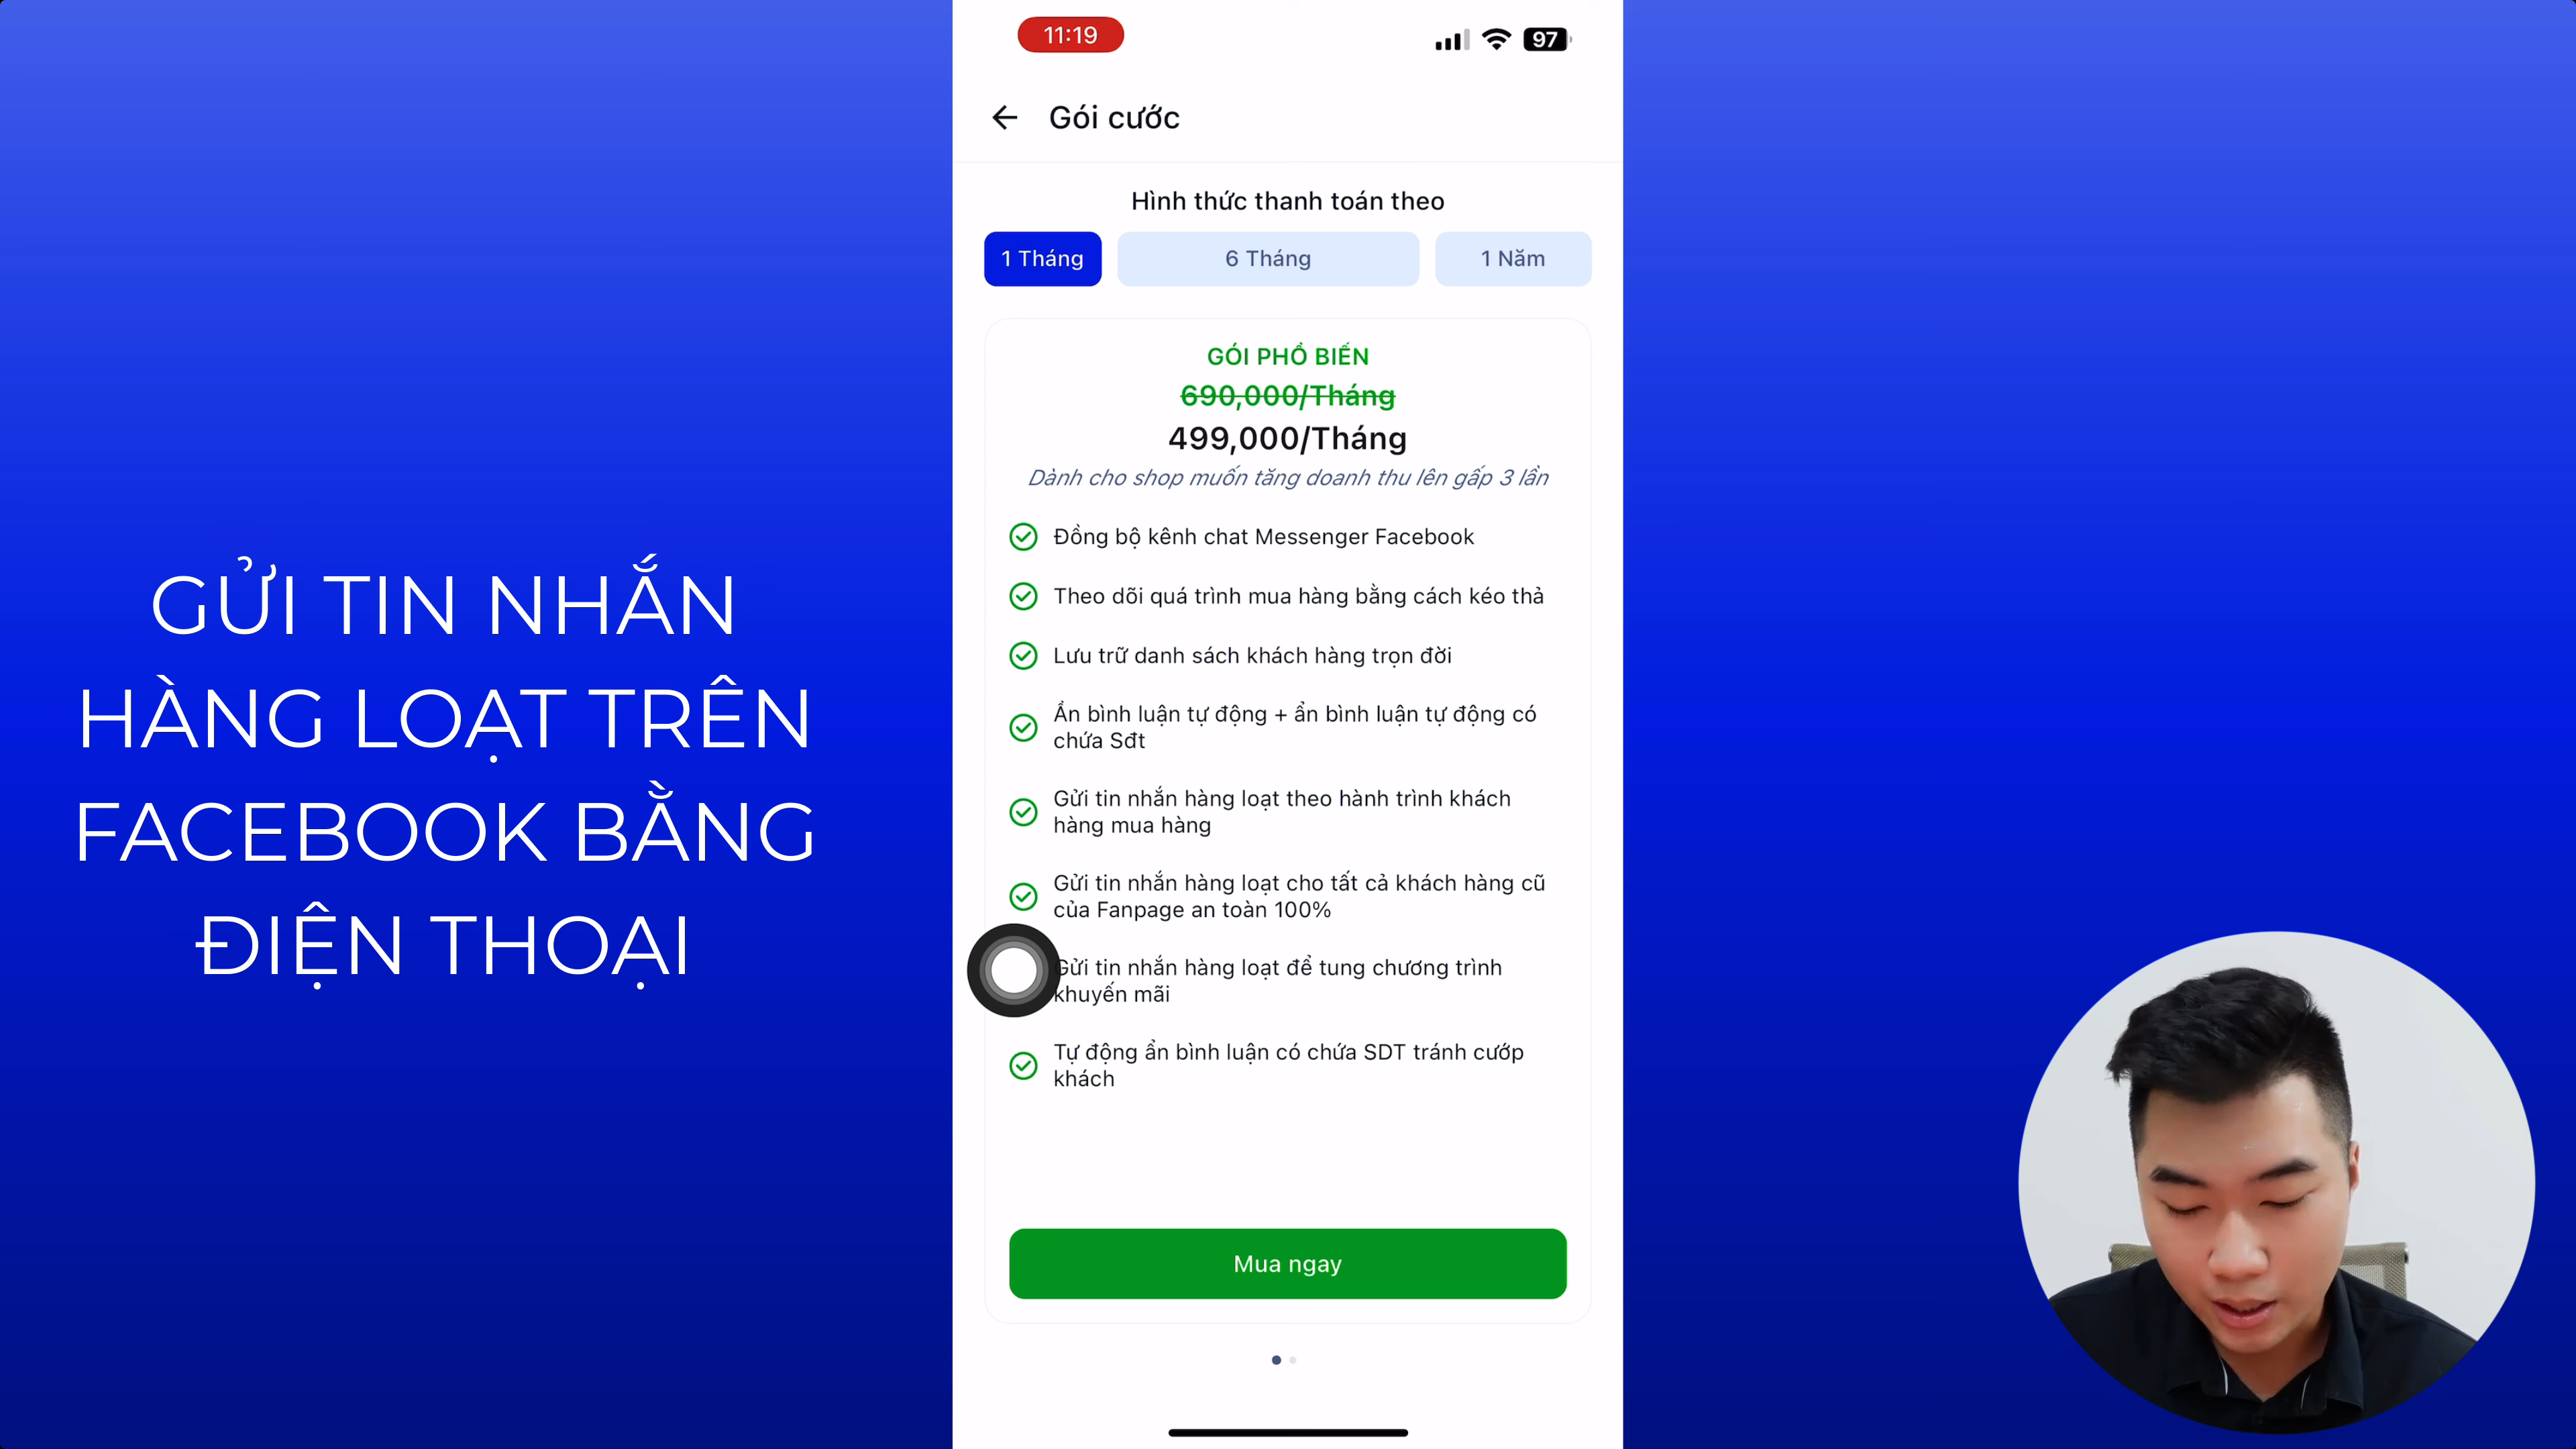 GỬI TIN NHẮN
HÀNG LOẠT TRÊN
FACEBOOK BẰNG
ĐIỆN THOẠI
11:19
97
Gói cước
Hình thức thanh toán theo
1 Tháng
6 Tháng
1 Năm
GÓI PHỔ BIẾN
690,000/Tháng
499,000/Tháng
Dành cho shop muốn tăng doanh thu lên gấp 3 lần
Đồng bộ kênh chat Messenger Facebook
Theo dõi quá trình mua hàng bằng cách kéo thả
Lưu trữ danh sách khách hàng trọn đời
Ẩn bình luận tự động + ẩn bình luận tự động có
chứa Sđt
Gửi tin nhắn hàng loạt theo hành trình khách
hàng mua hàng
Gửi tin nhắn hàng loạt cho tất cả khách hàng cũ
của Fanpage an toàn 100%
Gửi tin nhắn hàng loạt để tung chương trình
khuyến mãi
Tự động ẩn bình luận có chứa SDT tránh cướp
khách
Mua ngay